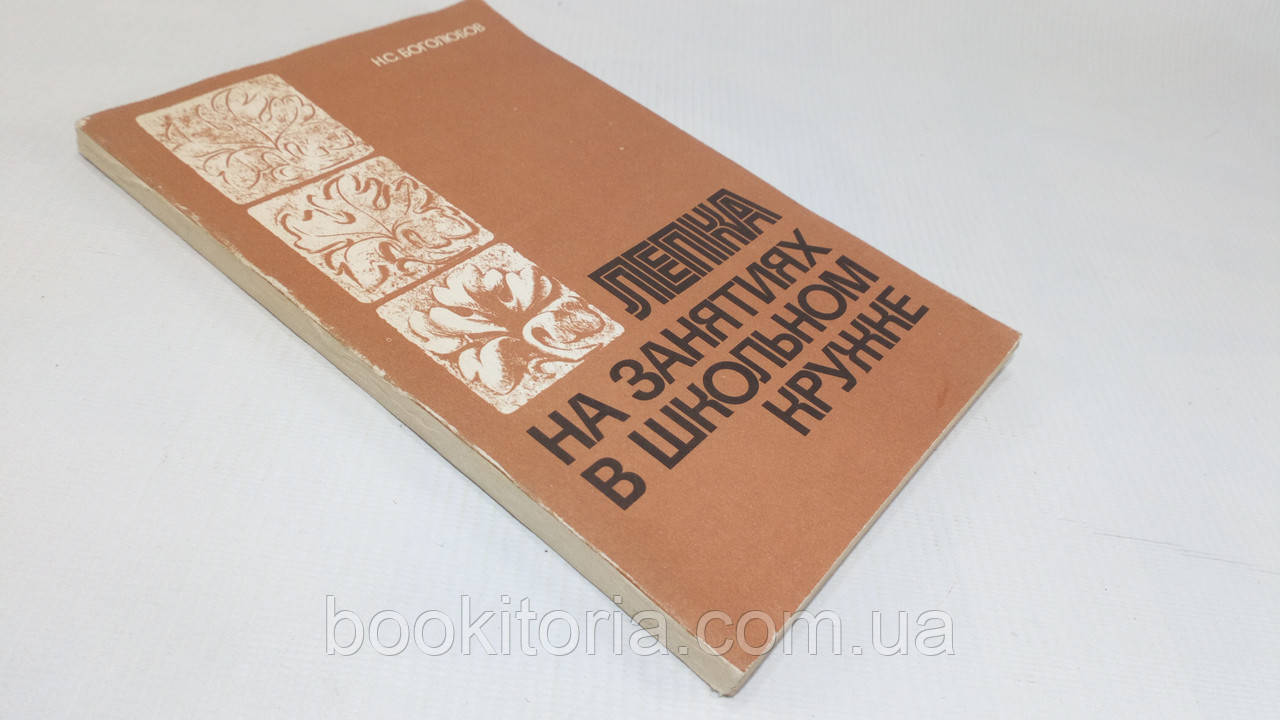 Н.С. БОГОЛЮБОВ
ЛЕПКА
НА ЗАНЯТИЯХ
В ШКОЛЬНОМ
КРУЖКЕ
bookitoria.com.ua